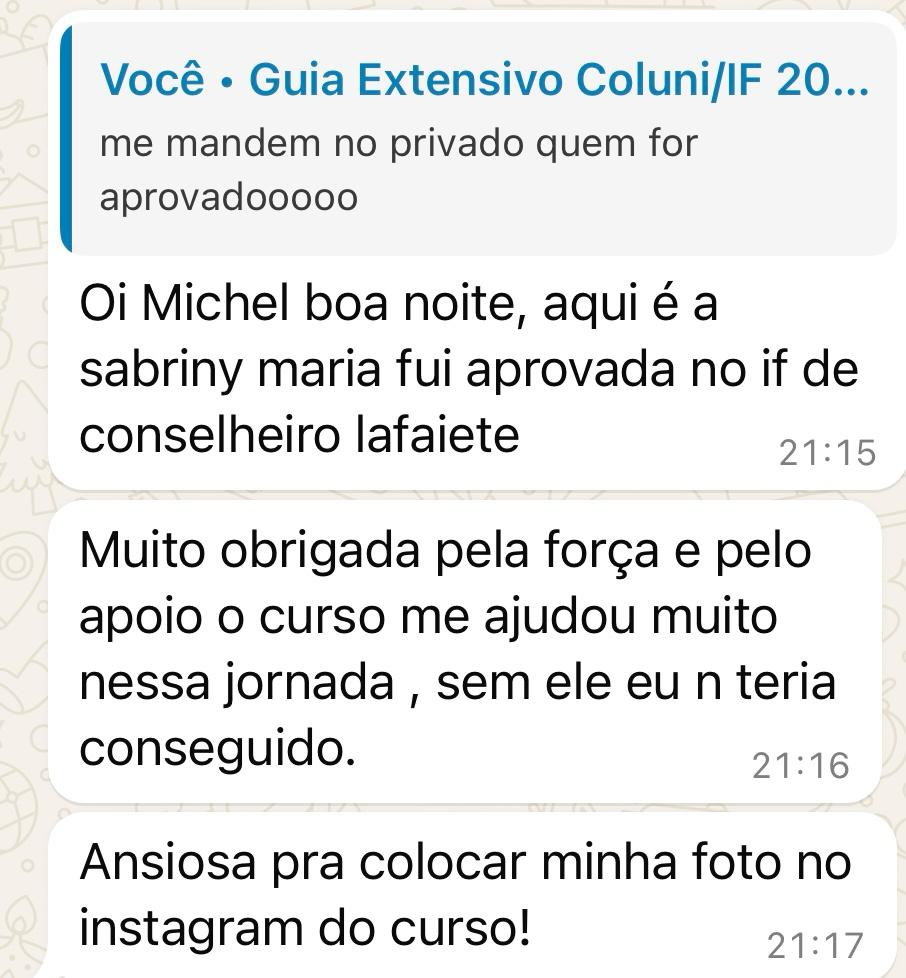 Você • Guia Extensivo Coluni/IF 20...
me mandem no privado quem for
aprovadooooo
Oi Michel boa noite, aqui é a
sabriny maria fui aprovada no if de
conselheiro lafaiete
21:15
Muito obrigada pela força e pelo
apoio o curso me ajudou muito
nessa jornada , sem ele eu n teria
conseguido.
21:16
Ansiosa pra colocar minha foto no
instagram do curso!
21:17